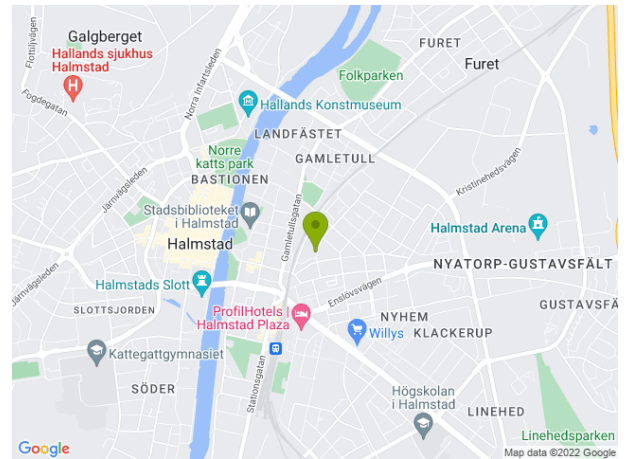 Galgberget
Hallands sjukhus
Halmstad
Flottiljvägen
Fogdegatan
Norra Infartsleden
FURET
Furet
Folkparken
Hallands Konstmuseum
LANDFÄSTET
GAMLETULL
Norre
katts park
BASTIONEN
Järnvägsleden
Kristinehedsvägen
Stadsbiblioteket
i Halmstad
Gamletullsgatan
Halmstad
Halmstad Arena
Järnvägsleden
NYATORP-GUSTAVSFÄLT
Halmstads Slott
Enslövsvägen
SLOTTSJORDEN
ProfilHotels |
Halmstad Plaza
NYHEM
GUSTAVSFÄ
Willys
KLACKERUP
Kattegattgymnasiet
Stationsgatan
SÖDER
Högskolan
i Halmstad
LINEHED
Linehedsparken
Google
Map data ©2022 Google